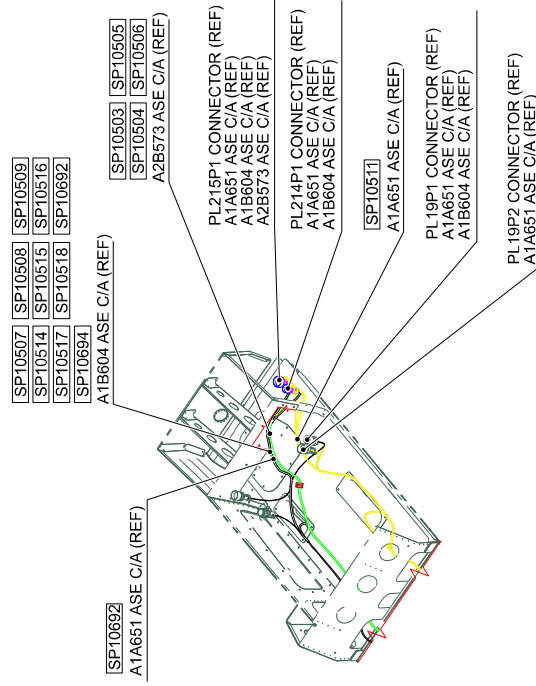 SP10503 SP10505
SP10504 SP10506
A2B573 ASE C/A (REF)
SP10507 SP10508 SP10509
SP10514 SP10515 SP10516
SP10517 SP10518 SP10692
SP10694
A1B604 ASE C/A (REF)
PL215P1 CONNECTOR (REF)
A1A651 ASE C/A (REF)
A1B604 ASE C/A (REF)
A2B573 ASE C/A (REF)
PL214P1 CONNECTOR (REF)
A1A651 ASE C/A (REF)
A1B604 ASE C/A (REF)
SP10511
A1A651 ASE C/A (REF)
PL19P1 CONNECTOR (REF)
A1A651 ASE C/A (REF)
A1B604 ASE C/A (REF)
PL19P2 CONNECTOR (REF)
A1A651 ASE C/A (REF)
SP10692
A1A651 ASE C/A (REF)